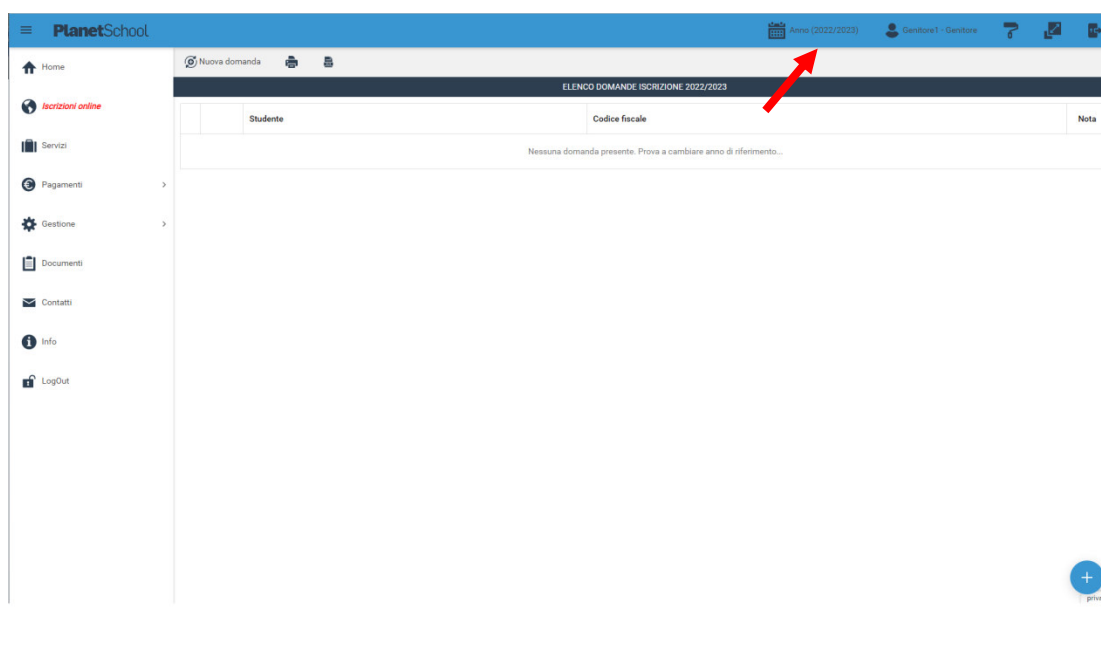 PlanetSchool
Anno (2022/2023)
Genitore1 - Genitore
Home
Iscrizioni online
Servizi
Pagamenti
Gestione
Documenti
Contatti
Info
LogOut
Nuova domanda
ELENCO DOMANDE ISCRIZIONE 2022/2023
Studente Codice fiscale Nota
Nessuna domanda presente. Prova a cambiare anno di riferimento...